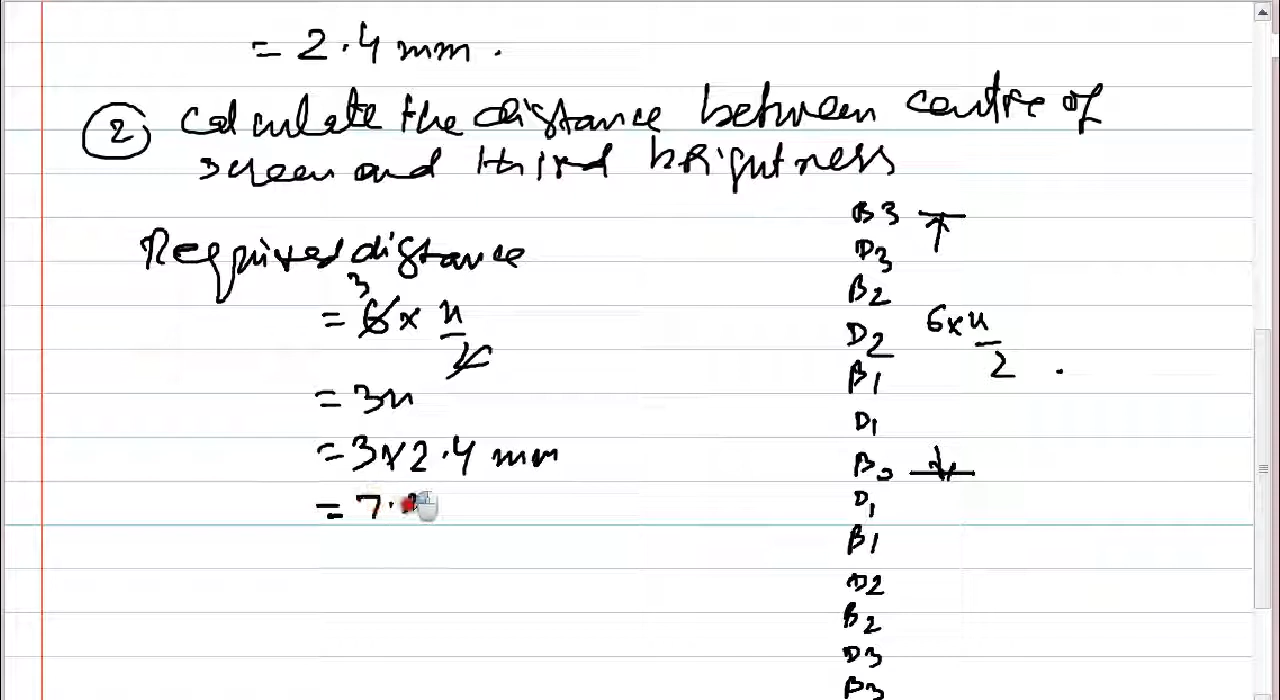 = 2.4 mm.
② Calculate the distance between centre of
screen and third brightness
Required distance
3
= 6 × x/2
= 3x
= 3×2.4 mm
= 7.
B3
D3
B2
D2
B1
D1
B0
D1
B1
D2
B2
D3
B3
6×x/2 .